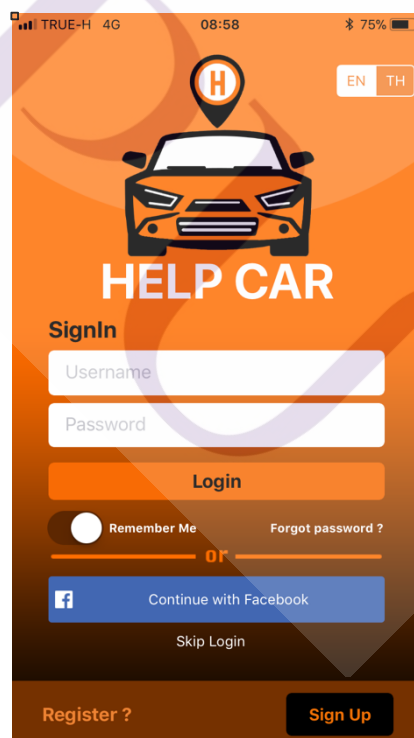 TRUE-H 4G 08:58 75%
H
EN TH
HELP CAR
SignIn
Username
Password
Login
Remember Me Forgot password ?
or
Continue with Facebook
Skip Login
Register ? Sign Up